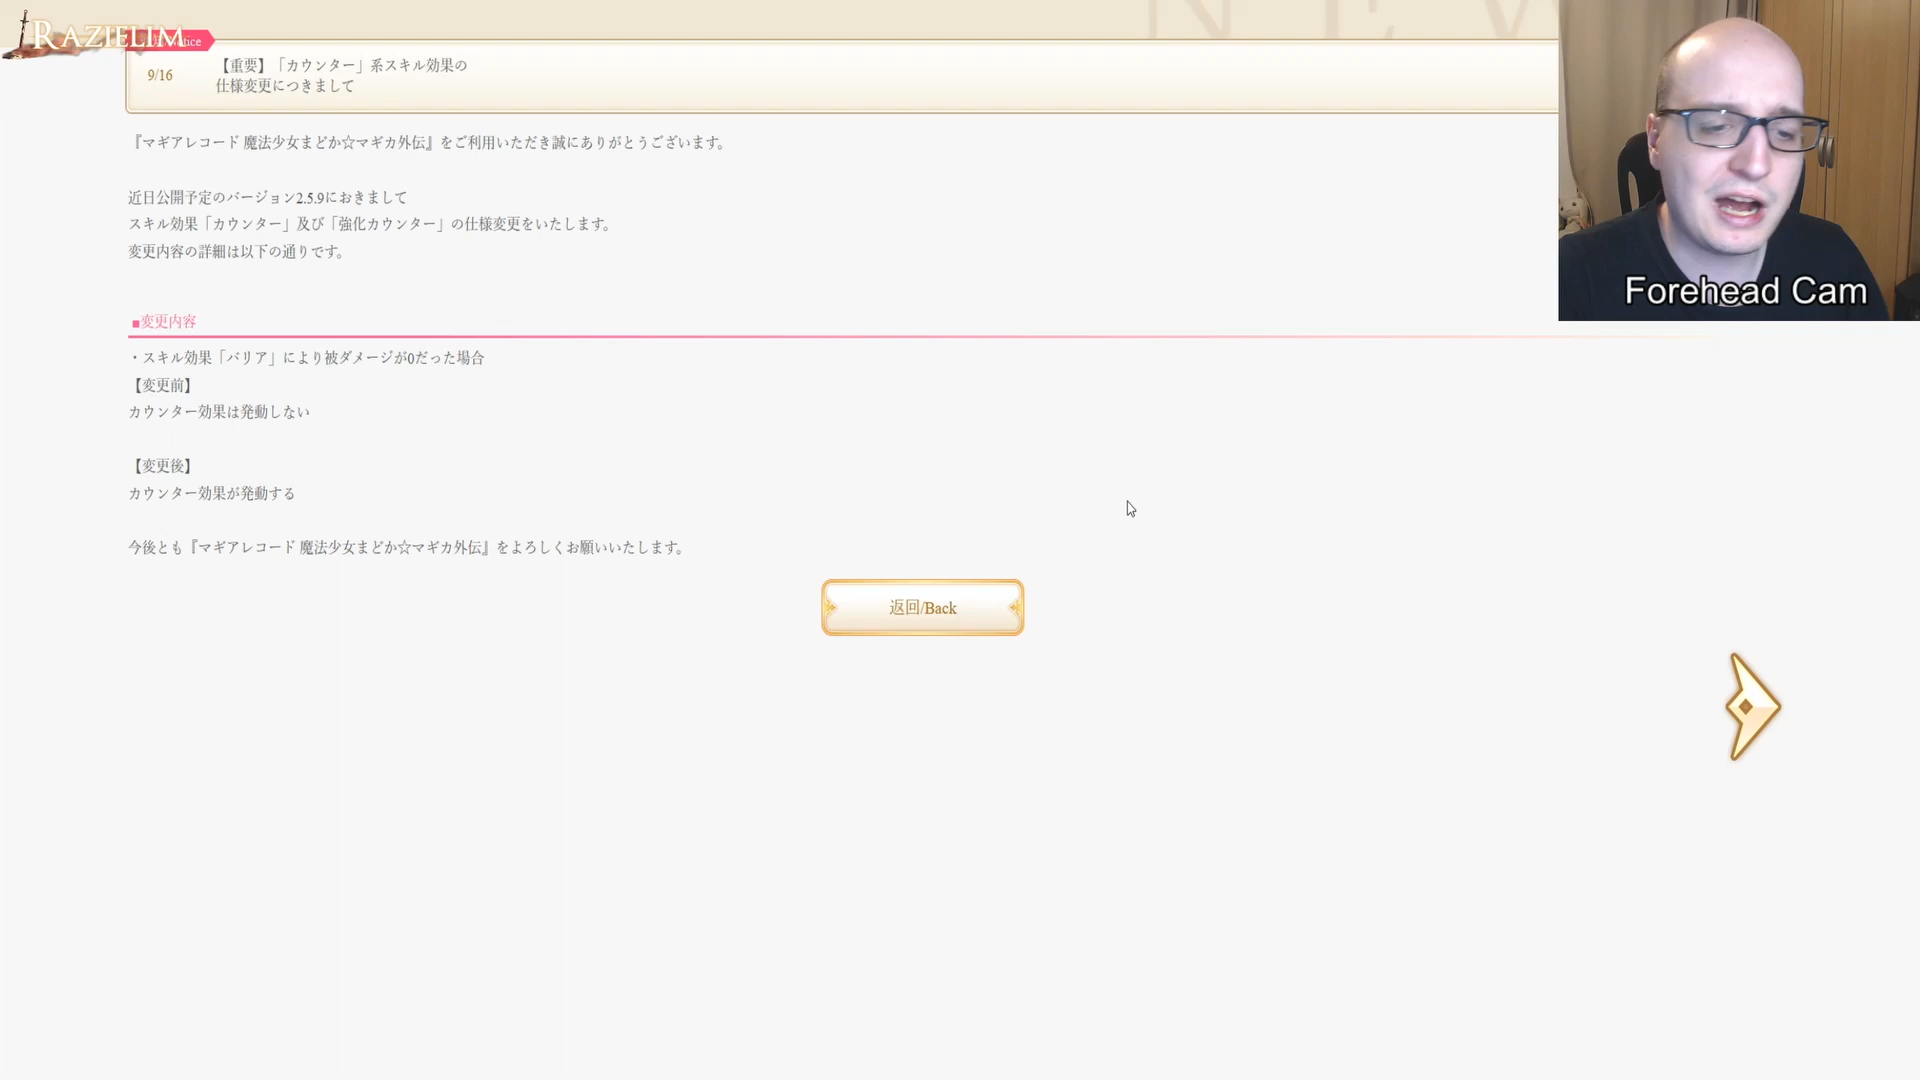 NEW
RAZIELIM
Notice
9/16
【重要】「カウンター」系スキル効果の
仕様変更につきまして
『マギアレコード 魔法少女まどか☆マギカ外伝』をご利用いただき誠にありがとうございます。
近日公開予定のバージョン2.5.9におきまして
スキル効果「カウンター」及び「強化カウンター」の仕様変更をいたします。
変更内容の詳細は以下の通りです。
Forehead Cam
■変更内容
・スキル効果「バリア」により被ダメージが0だった場合
【変更前】
カウンター効果は発動しない
【変更後】
カウンター効果が発動する
今後とも『マギアレコード 魔法少女まどか☆マギカ外伝』をよろしくお願いいたします。
返回/Back